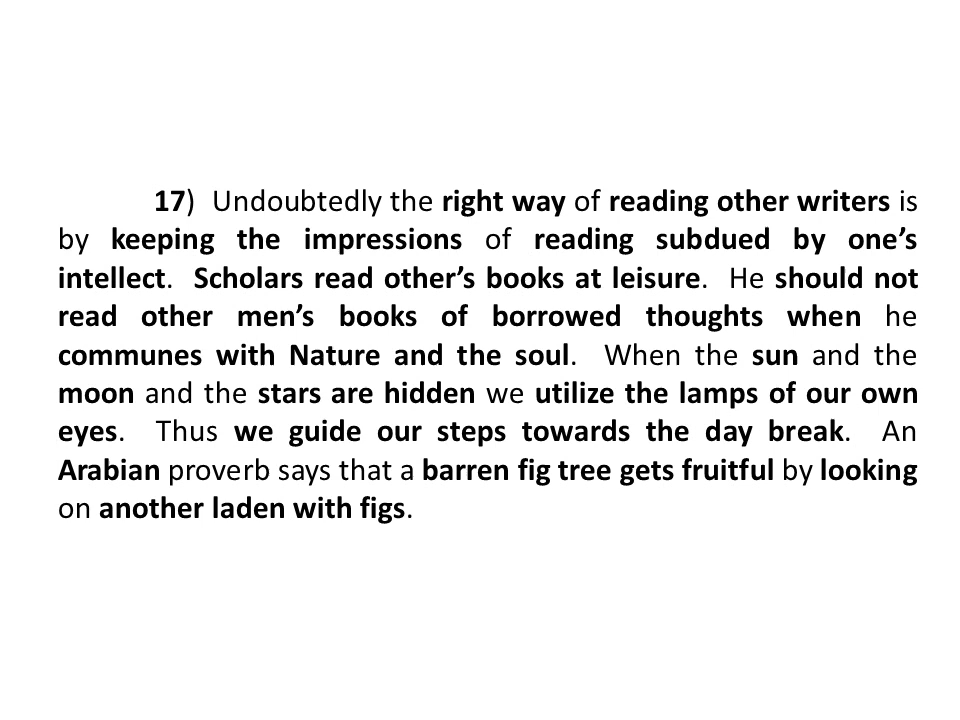 17) Undoubtedly the right way of reading other writers is
by keeping the impressions of reading subdued by one’s
intellect. Scholars read other’s books at leisure. He should not
read other men’s books of borrowed thoughts when he
communes with Nature and the soul. When the sun and the
moon and the stars are hidden we utilize the lamps of our own
eyes. Thus we guide our steps towards the day break. An
Arabian proverb says that a barren fig tree gets fruitful by looking
on another laden with figs.